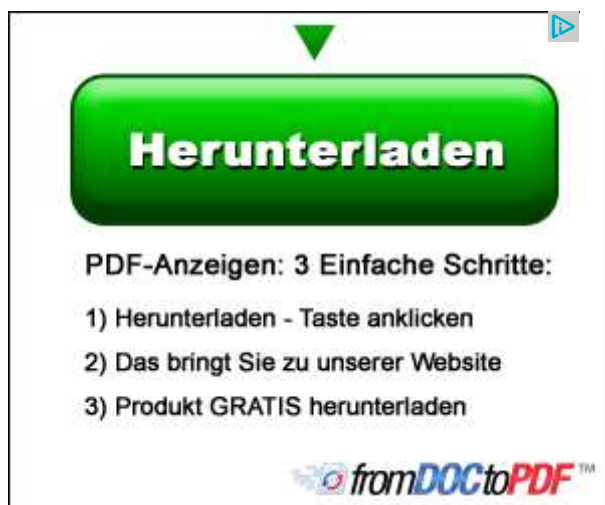 Herunterladen
PDF-Anzeigen: 3 Einfache Schritte:
1) Herunterladen - Taste anklicken
2) Das bringt Sie zu unserer Website
3) Produkt GRATIS herunterladen
fromDOCtoPDF™